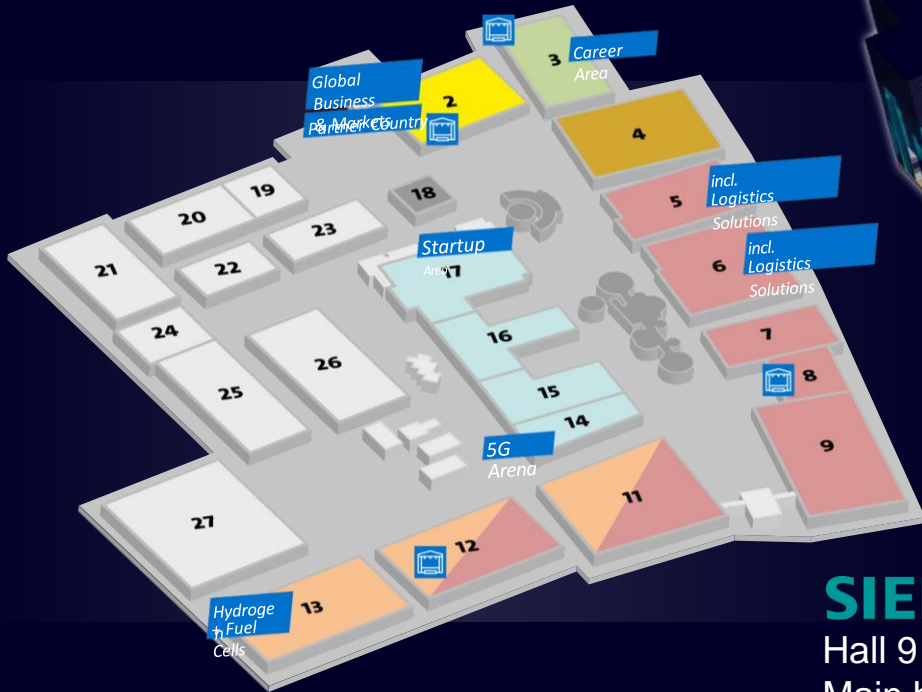 3
Career
Area
Global
Business
& Markets
Partner Country
2
4
19
20
18
incl.
Logistics
Solutions
5
23
21
22
Startup
Area
17
incl.
Logistics
Solutions
6
24
16
7
26
25
8
15
14
9
5G
Arena
11
27
12
13
Hydroge
n
+ Fuel
Cells
SIE
Hall 9
Main